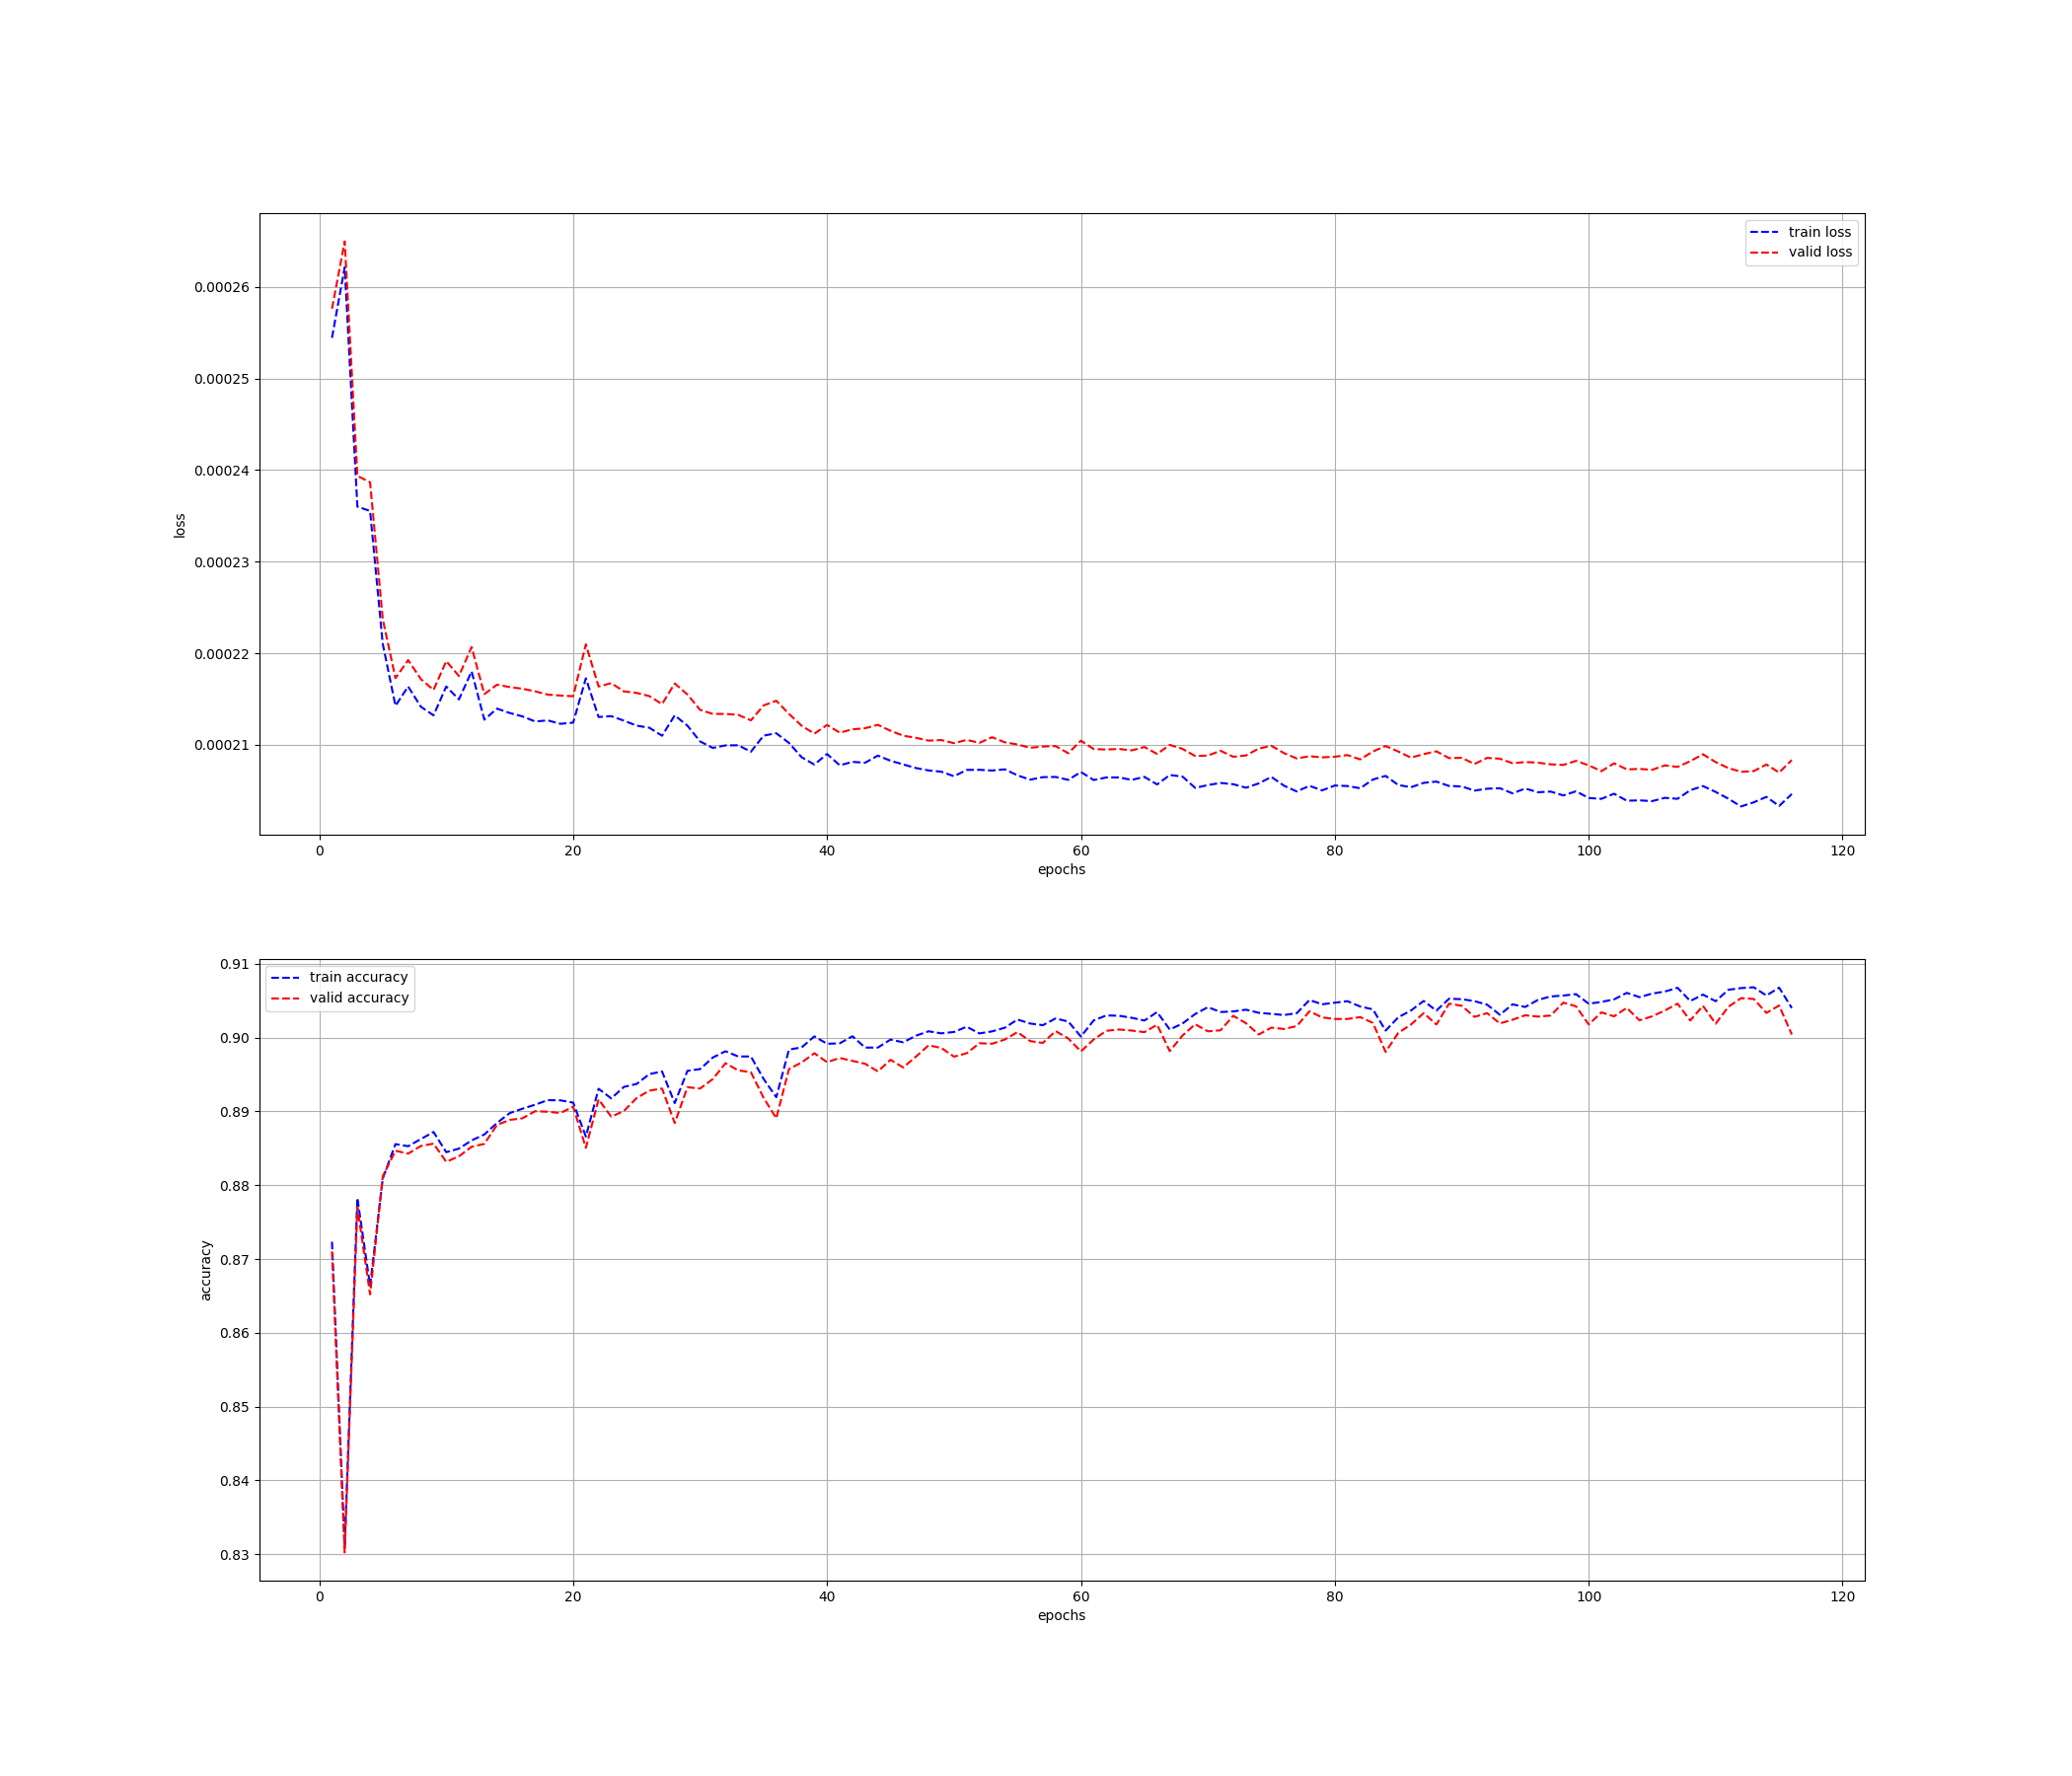 train loss
valid loss
0.00026
0.00025
0.00024
0.00023
0.00022
0.00021
loss
0 20 40 60 80 100 120
epochs
train accuracy
valid accuracy
0.91
0.90
0.89
0.88
0.87
0.86
0.85
0.84
0.83
accuracy
0 20 40 60 80 100 120
epochs